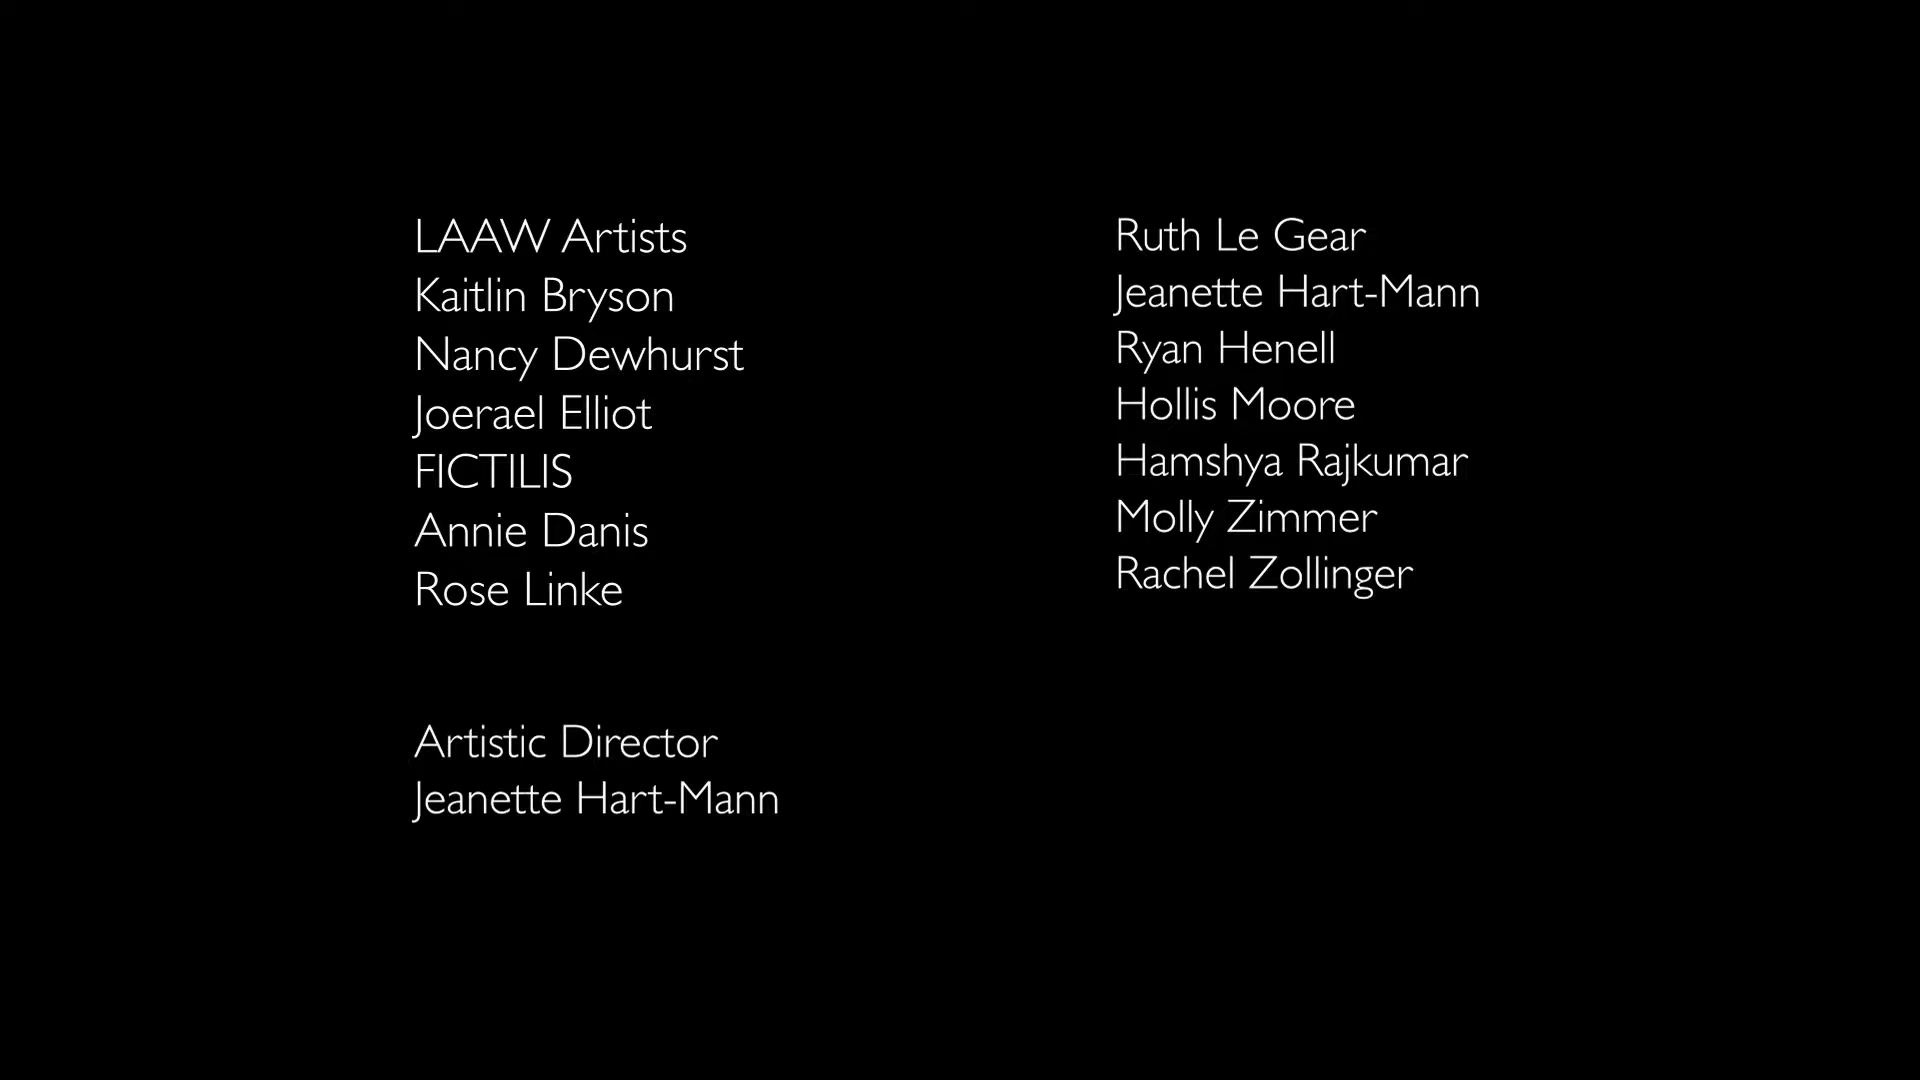 LAAW Artists
Kaitlin Bryson
Nancy Dewhurst
Joerael Elliot
FICTILIS
Annie Danis
Rose Linke
Ruth Le Gear
Jeanette Hart-Mann
Ryan Henell
Hollis Moore
Hamshya Rajkumar
Molly Zimmer
Rachel Zollinger
Artistic Director
Jeanette Hart-Mann